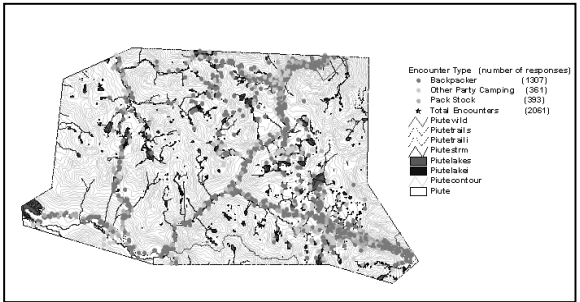 Encounter Type (number of responses)
Backpacker (1307)
Other Party Camping (361)
Pack Stock (393)
Total Encounters (2061)
Piutewild
Piutetrails
Piutetraili
Piutestrm
Piutelakes
Piutelakei
Piutecontour
Piute